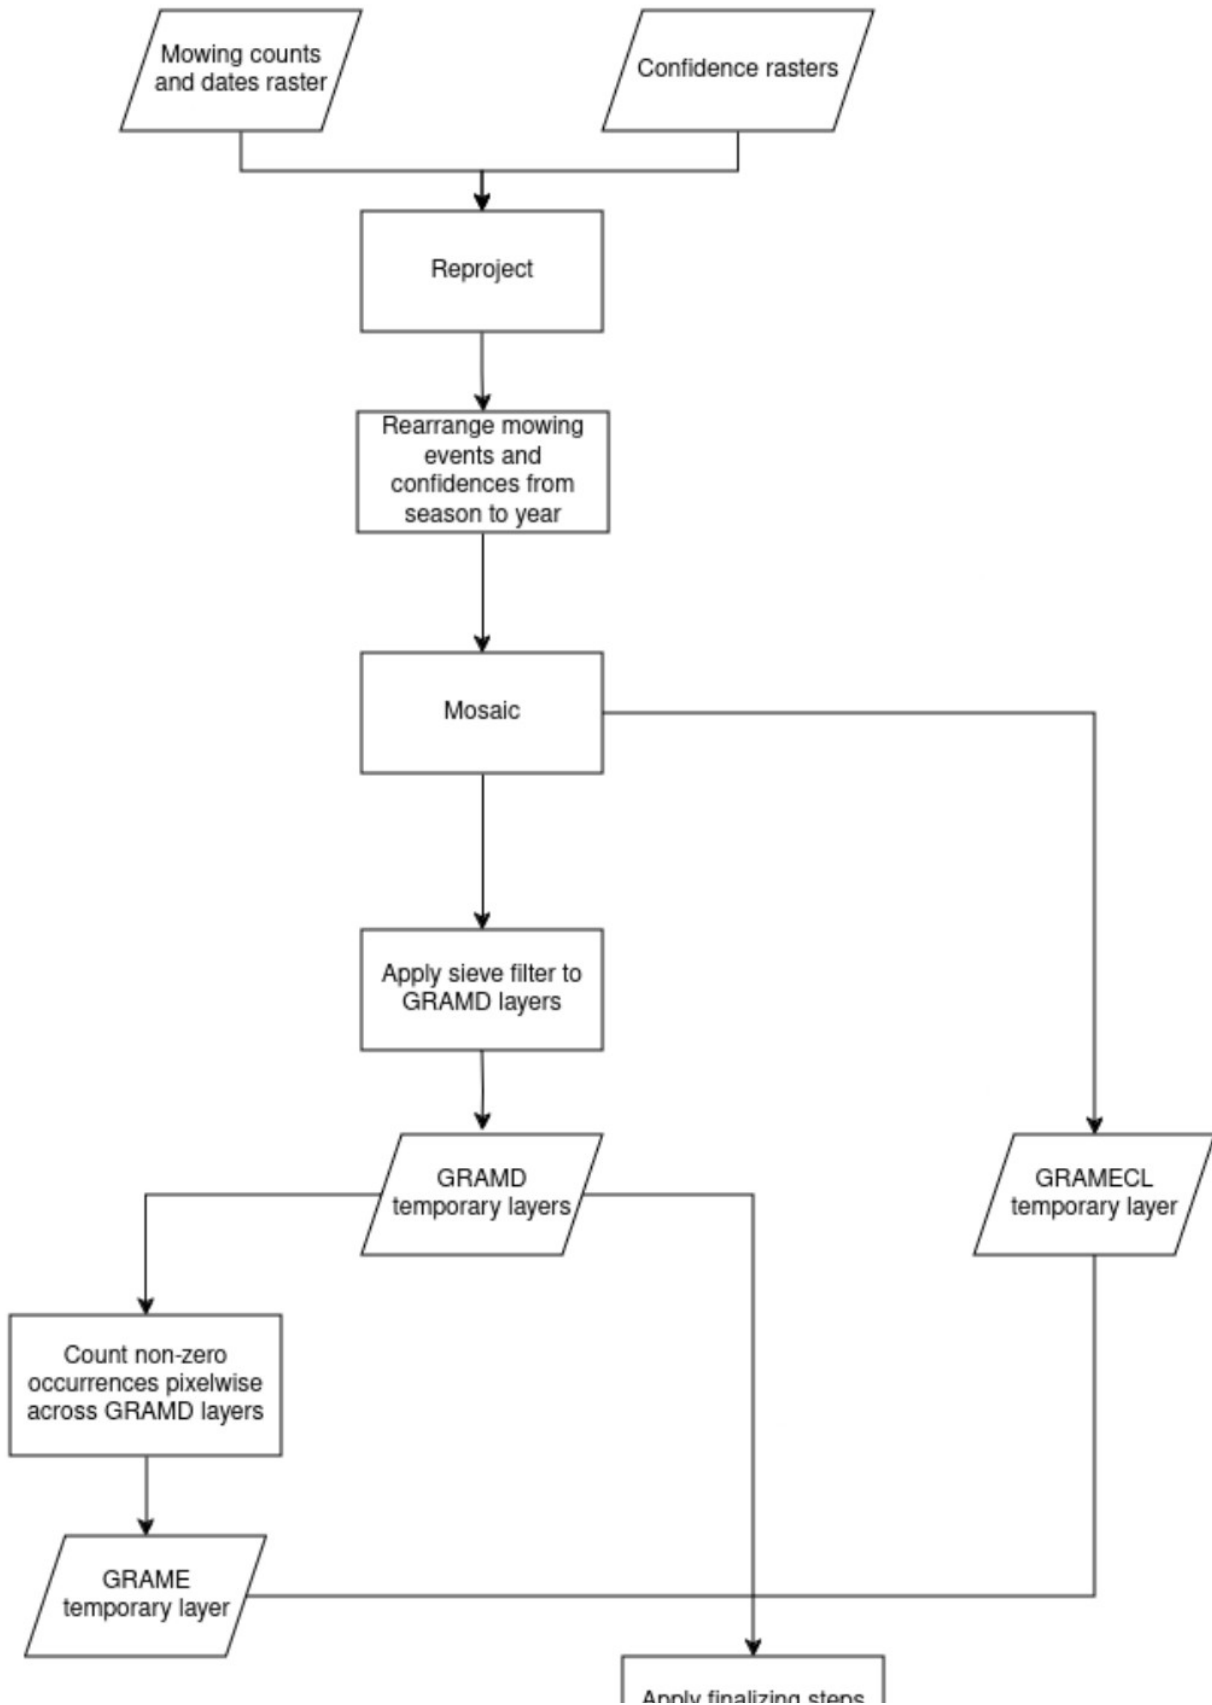 Mowing counts
and dates raster
Confidence rasters
Reproject
Rearrange mowing
events and
confidences from
season to year
Mosaic
Apply sieve filter to
GRAMD layers
GRAMD
temporary layers
GRAMECL
temporary layer
Count non-zero
occurrences pixelwise
across GRAMD layers
GRAME
temporary layer
Apply finalizing steps